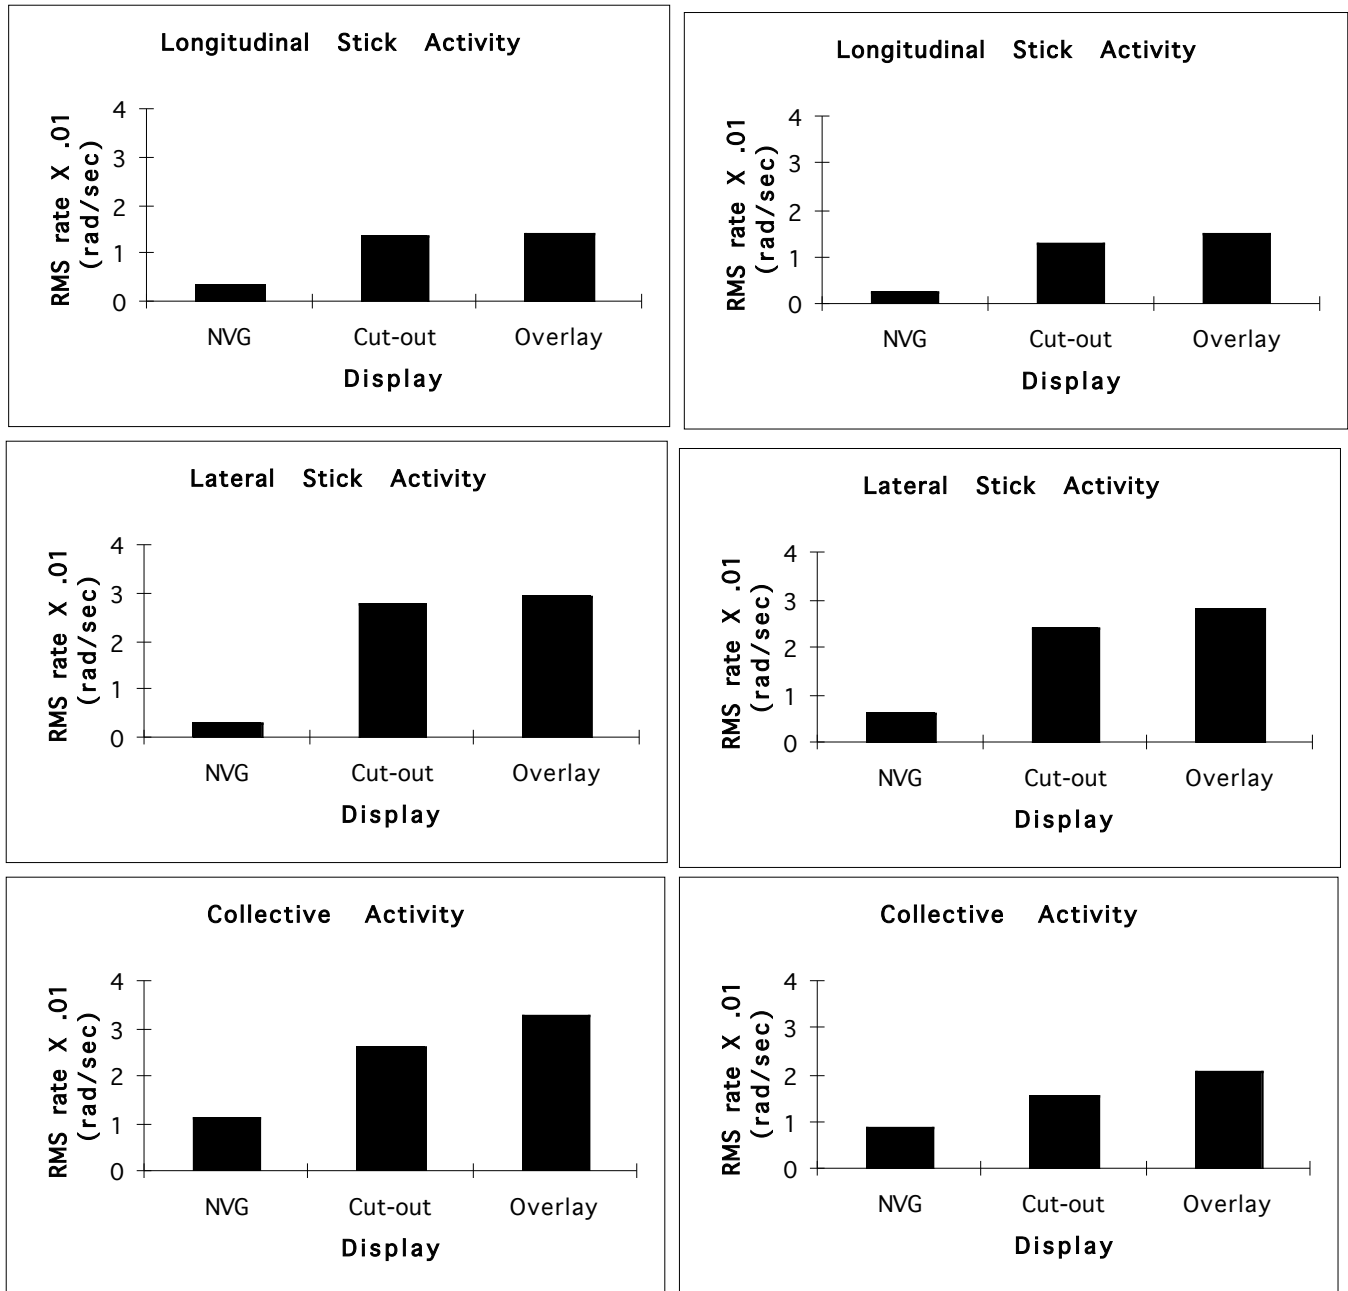 Longitudinal Stick Activity
RMS rate X .01
(rad/sec)
4
3
2
1
0
NVG Cut-out Overlay
Display
Longitudinal Stick Activity
RMS rate X .01
(rad/sec)
4
3
2
1
0
NVG Cut-out Overlay
Display
Lateral Stick Activity
RMS rate X .01
(rad/sec)
4
3
2
1
0
NVG Cut-out Overlay
Display
Lateral Stick Activity
RMS rate X .01
(rad/sec)
4
3
2
1
0
NVG Cut-out Overlay
Display
Collective Activity
RMS rate X .01
(rad/sec)
4
3
2
1
0
NVG Cut-out Overlay
Display
Collective Activity
RMS rate X .01
(rad/sec)
4
3
2
1
0
NVG Cut-out Overlay
Display